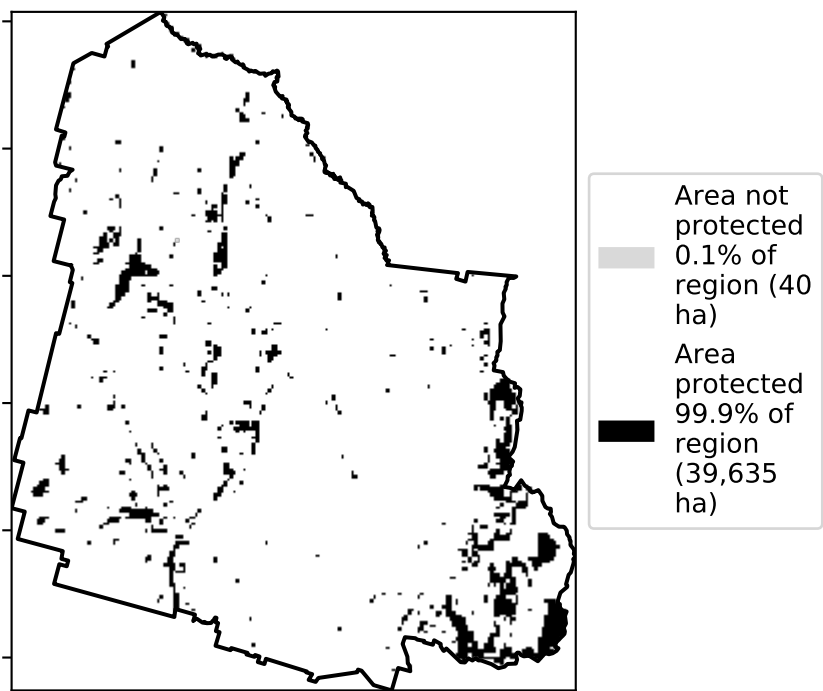 Area not
protected
0.1% of
region (40
ha)
Area
protected
99.9% of
region
(39,635
ha)